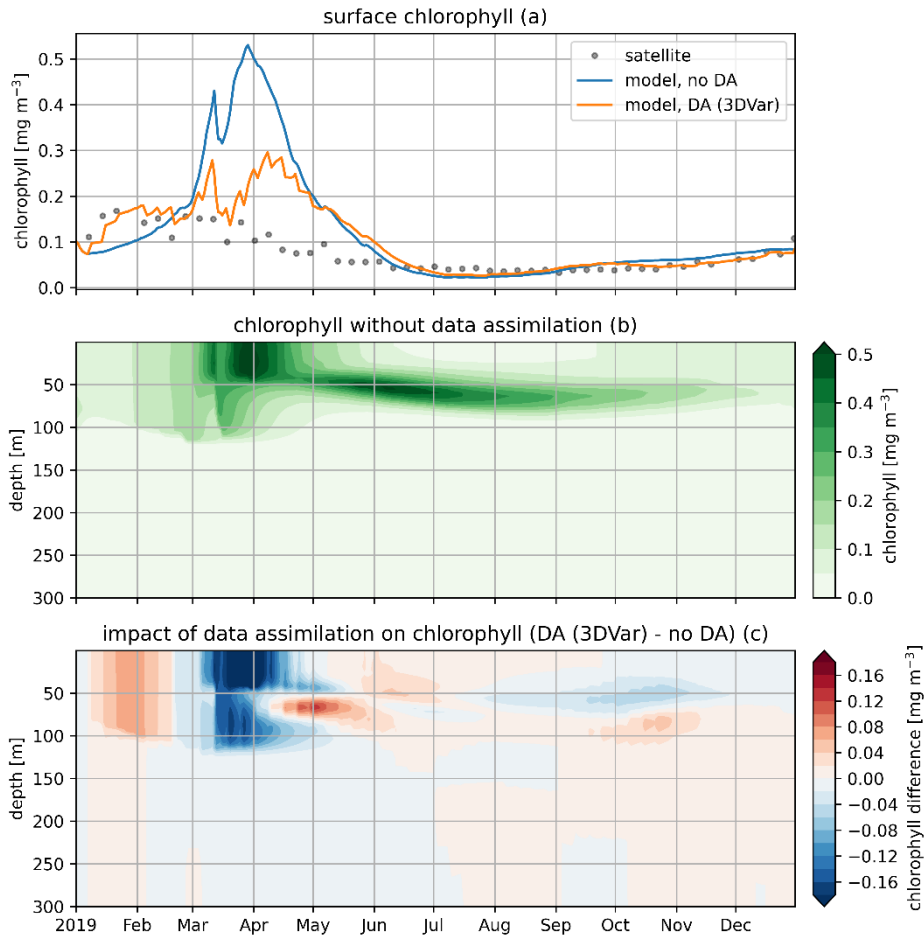 surface chlorophyll (a)
chlorophyll [mg m⁻³]
0.5
0.4
0.3
0.2
0.1
0.0
satellite
model, no DA
model, DA (3DVar)
chlorophyll without data assimilation (b)
depth [m]
50
100
150
200
250
300
0.5
0.4
0.3
0.2
0.1
0.0
chlorophyll [mg m⁻³]
impact of data assimilation on chlorophyll (DA (3DVar) - no DA) (c)
depth [m]
50
100
150
200
250
300
2019 Feb Mar Apr May Jun Jul Aug Sep Oct Nov Dec
0.16
0.12
0.08
0.04
0.00
−0.04
−0.08
−0.12
−0.16
chlorophyll difference [mg m⁻³]